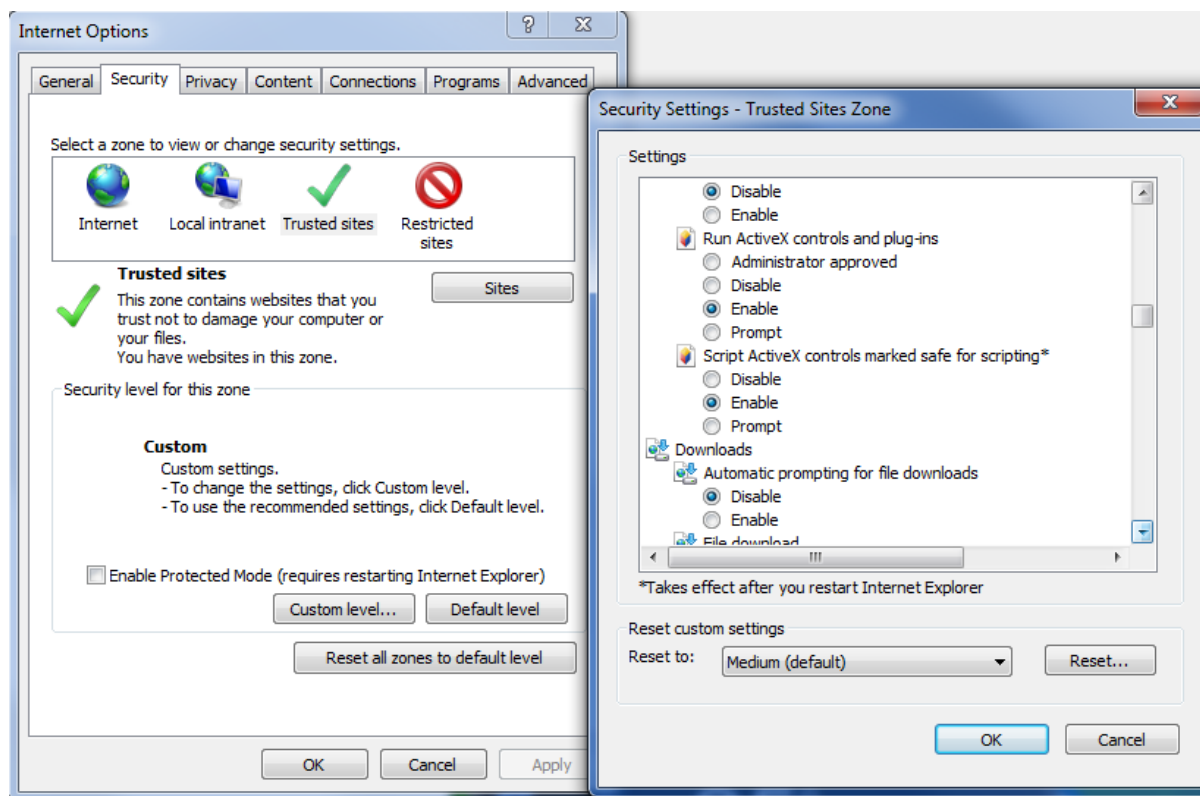 Internet Options
General Security Privacy Content Connections Programs Advanced
Select a zone to view or change security settings.
Internet
Local intranet
Trusted sites
Restricted
sites
Trusted sites
Sites
This zone contains websites that you
trust not to damage your computer or
your files.
You have websites in this zone.
Security level for this zone
Custom
Custom settings.
- To change the settings, click Custom level.
- To use the recommended settings, click Default level.
Enable Protected Mode (requires restarting Internet Explorer)
Custom level... Default level
Reset all zones to default level
OK Cancel Apply
Security Settings - Trusted Sites Zone
Settings
Disable
Enable
Run ActiveX controls and plug-ins
Administrator approved
Disable
Enable
Prompt
Script ActiveX controls marked safe for scripting*
Disable
Enable
Prompt
Downloads
Automatic prompting for file downloads
Disable
Enable
File download
*Takes effect after you restart Internet Explorer
Reset custom settings
Reset to: Medium (default) Reset...
OK Cancel